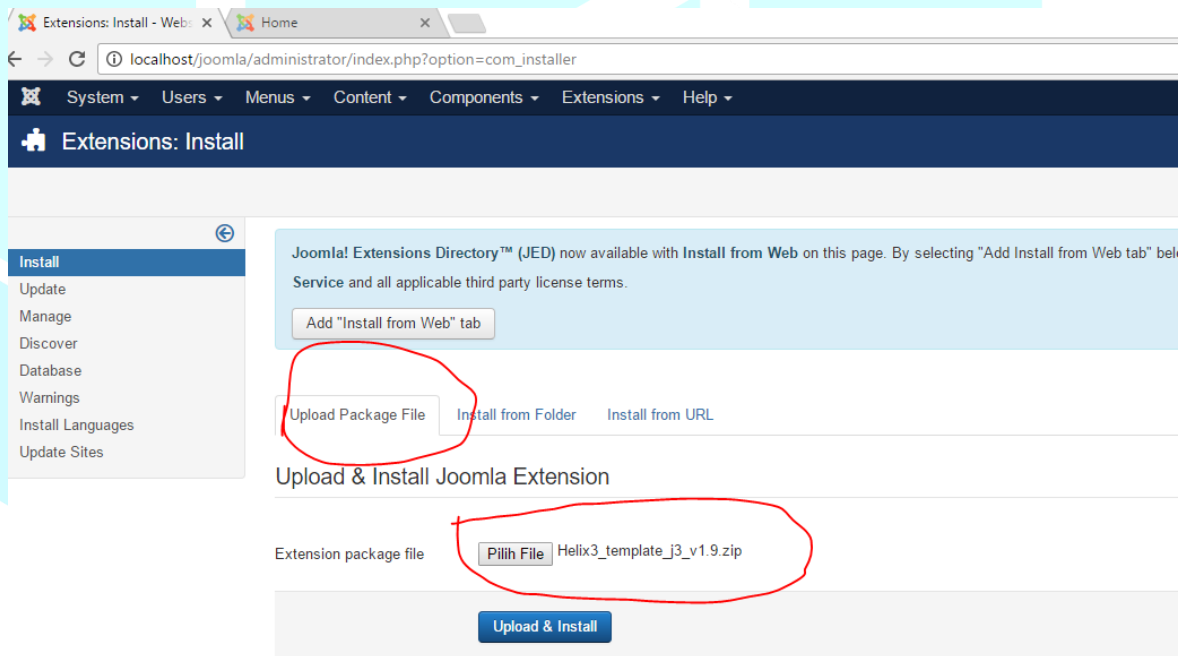 Extensions: Install - Webs Home
localhost/joomla/administrator/index.php?option=com_installer
System Users Menus Content Components Extensions Help
Extensions: Install
Install
Update
Manage
Discover
Database
Warnings
Install Languages
Update Sites
Joomla! Extensions Directory™ (JED) now available with Install from Web on this page. By selecting "Add Install from Web tab" bel
Service and all applicable third party license terms.
Add "Install from Web" tab
Upload Package File Install from Folder Install from URL
Upload & Install Joomla Extension
Extension package file Pilih File Helix3_template_j3_v1.9.zip
Upload & Install